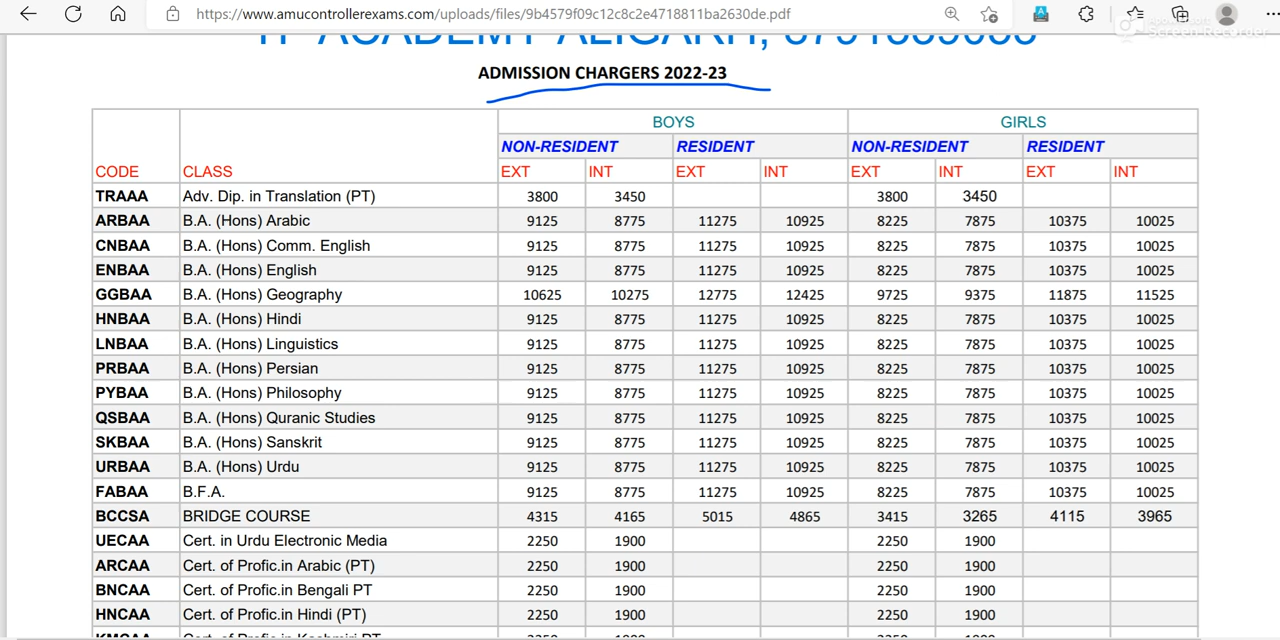 https://www.amucontrollerexams.com/uploads/files/9b4579f09c12c8c2e4718811ba2630de.pdf
Screen Recorder
ADMISSION CHARGERS 2022-23
BOYS GIRLS
NON-RESIDENT RESIDENT NON-RESIDENT RESIDENT
CODE CLASS EXT INT EXT INT EXT INT EXT INT
TRAAA Adv. Dip. in Translation (PT) 3800 3450 3800 3450
ARBAA B.A. (Hons) Arabic 9125 8775 11275 10925 8225 7875 10375 10025
CNBAA B.A. (Hons) Comm. English 9125 8775 11275 10925 8225 7875 10375 10025
ENBAA B.A. (Hons) English 9125 8775 11275 10925 8225 7875 10375 10025
GGBAA B.A. (Hons) Geography 10625 10275 12775 12425 9725 9375 11875 11525
HNBAA B.A. (Hons) Hindi 9125 8775 11275 10925 8225 7875 10375 10025
LNBAA B.A. (Hons) Linguistics 9125 8775 11275 10925 8225 7875 10375 10025
PRBAA B.A. (Hons) Persian 9125 8775 11275 10925 8225 7875 10375 10025
PYBAA B.A. (Hons) Philosophy 9125 8775 11275 10925 8225 7875 10375 10025
QSBAA B.A. (Hons) Quranic Studies 9125 8775 11275 10925 8225 7875 10375 10025
SKBAA B.A. (Hons) Sanskrit 9125 8775 11275 10925 8225 7875 10375 10025
URBAA B.A. (Hons) Urdu 9125 8775 11275 10925 8225 7875 10375 10025
FABAA B.F.A. 9125 8775 11275 10925 8225 7875 10375 10025
BCCSA BRIDGE COURSE 4315 4165 5015 4865 3415 3265 4115 3965
UECAA Cert. in Urdu Electronic Media 2250 1900 2250 1900
ARCAA Cert. of Profic.in Arabic (PT) 2250 1900 2250 1900
BNCAA Cert. of Profic.in Bengali PT 2250 1900 2250 1900
HNCAA Cert. of Profic.in Hindi (PT) 2250 1900 2250 1900